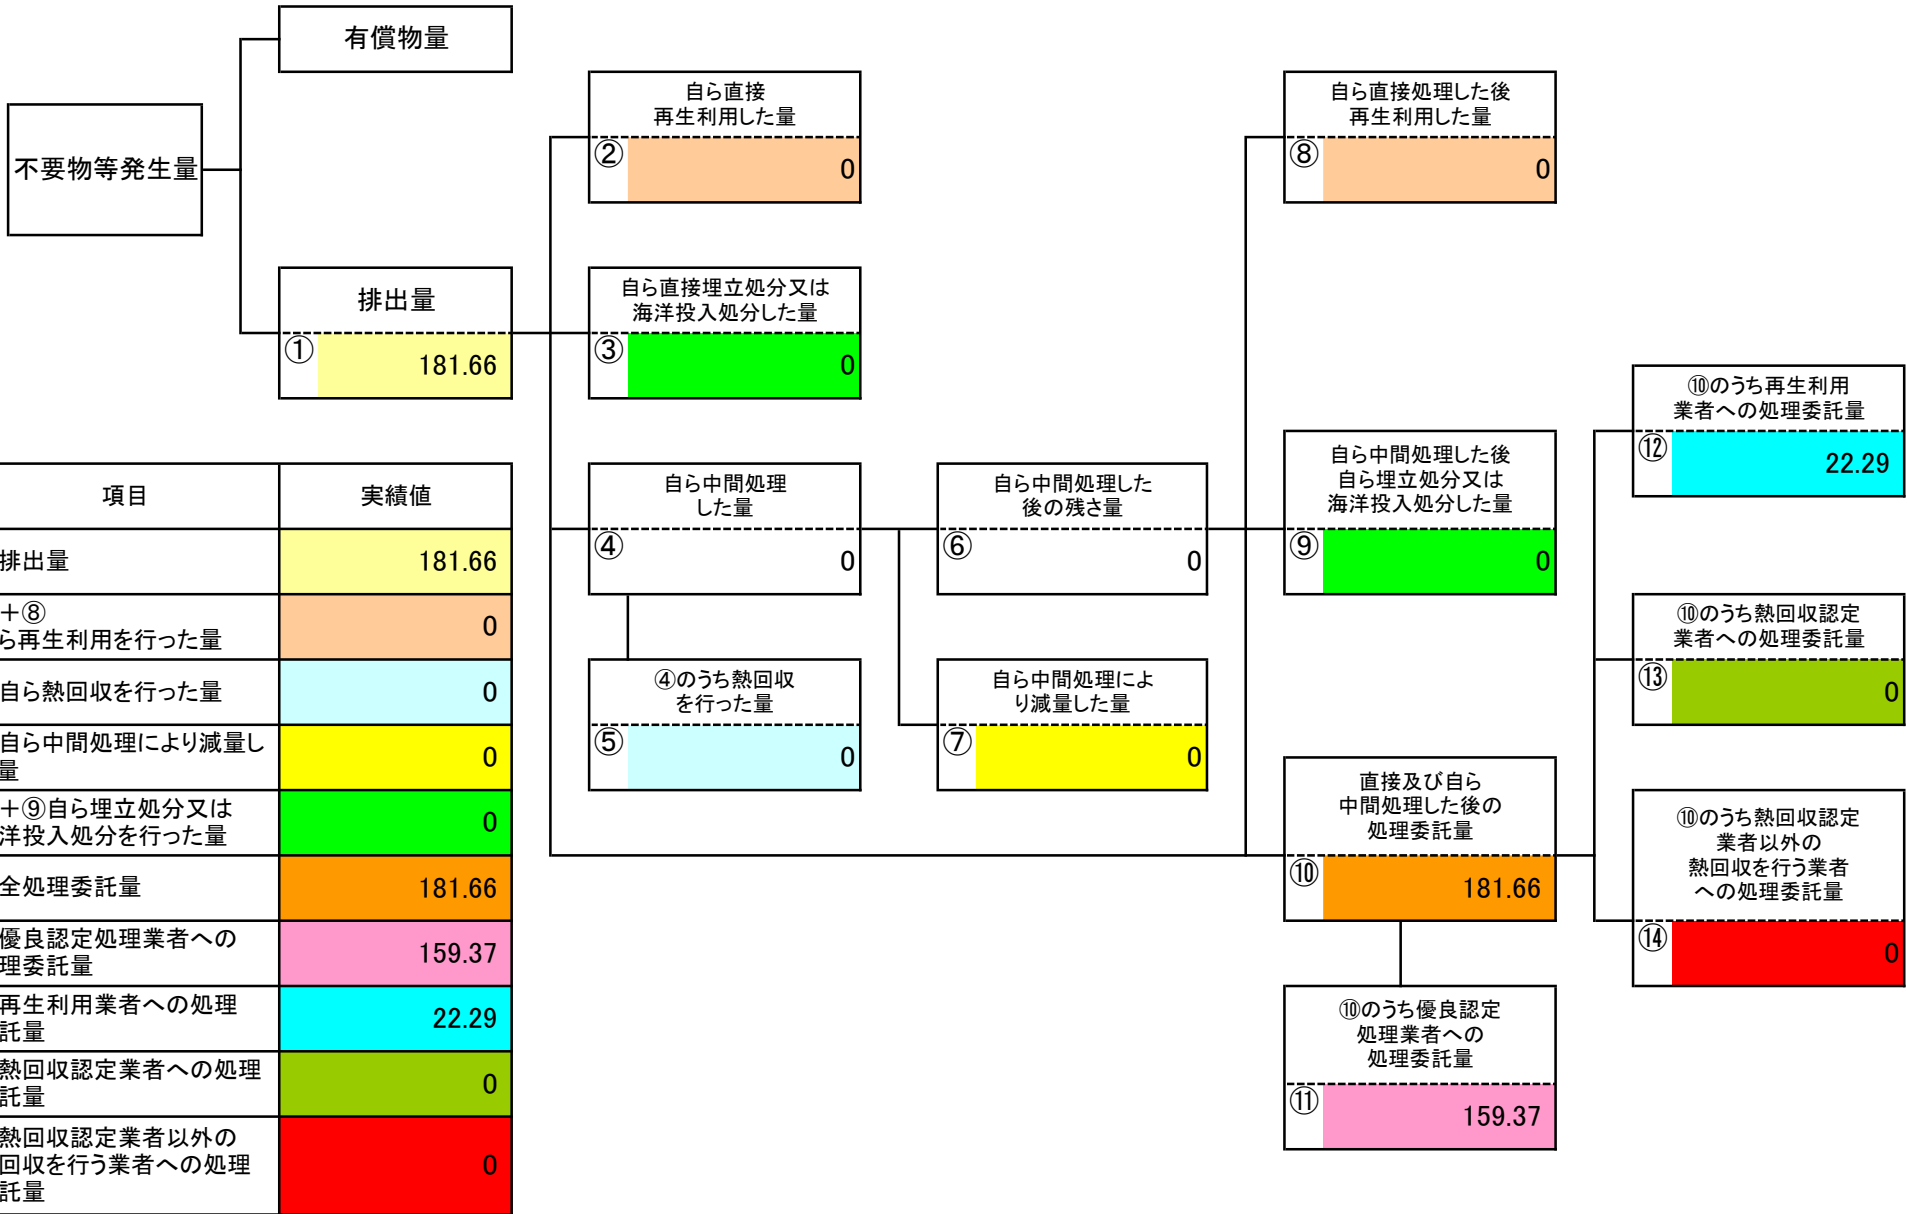 有償物量
不要物等発生量
排出量
①
181.66
自ら直接
再生利用した量
②
0
自ら直接埋立処分又は
海洋投入処分した量
③
0
自ら中間処理
した量
④
0
④のうち熱回収
を行った量
⑤
0
自ら中間処理した
後の残さ量
⑥
0
自ら中間処理によ
り減量した量
⑦
0
自ら直接処理した後
再生利用した量
⑧
0
自ら中間処理した後
自ら埋立処分又は
海洋投入処分した量
⑨
0
直接及び自ら
中間処理した後の
処理委託量
⑩
181.66
⑩のうち優良認定
処理業者への
処理委託量
⑪
159.37
⑩のうち再生利用
業者への処理委託量
⑫
22.29
⑩のうち熱回収認定
業者への処理委託量
⑬
0
⑩のうち熱回収認定
業者以外の
熱回収を行う業者
への処理委託量
⑭
0
項目
実績値
排出量
181.66
+⑧
ら再生利用を行った量
0
自ら熱回収を行った量
0
自ら中間処理により減量し
量
0
+⑨自ら埋立処分又は
洋投入処分を行った量
0
全処理委託量
181.66
優良認定処理業者への
理委託量
159.37
再生利用業者への処理
託量
22.29
熱回収認定業者への処理
託量
0
熱回収認定業者以外の
回収を行う業者への処理
託量
0